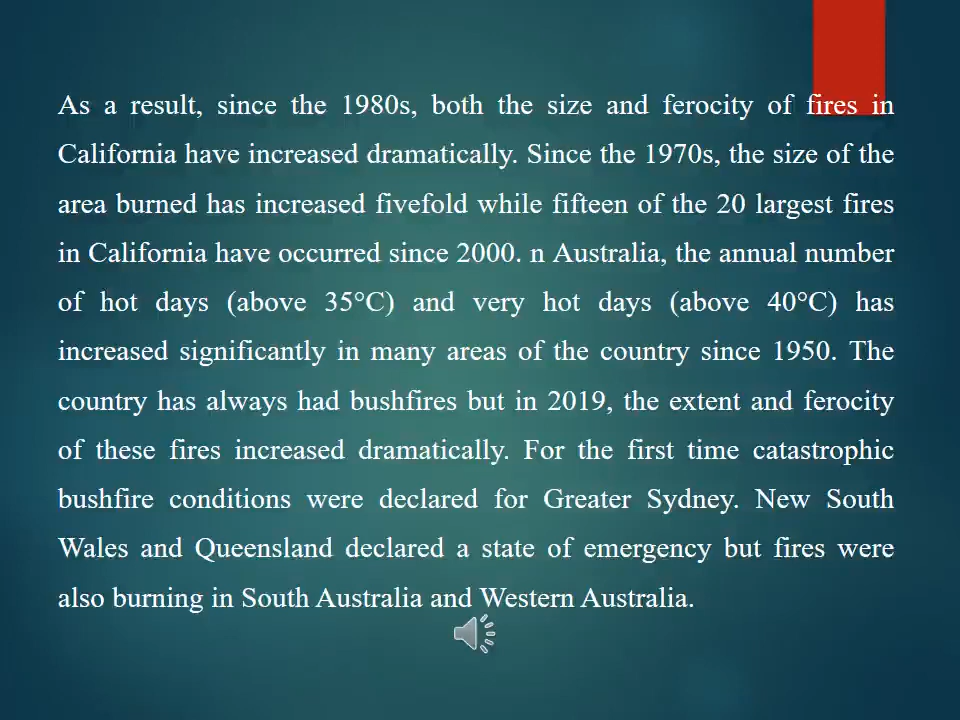 As a result, since the 1980s, both the size and ferocity of fires in
California have increased dramatically. Since the 1970s, the size of the
area burned has increased fivefold while fifteen of the 20 largest fires
in California have occurred since 2000. n Australia, the annual number
of hot days (above 35°C) and very hot days (above 40°C) has
increased significantly in many areas of the country since 1950. The
country has always had bushfires but in 2019, the extent and ferocity
of these fires increased dramatically. For the first time catastrophic
bushfire conditions were declared for Greater Sydney. New South
Wales and Queensland declared a state of emergency but fires were
also burning in South Australia and Western Australia.